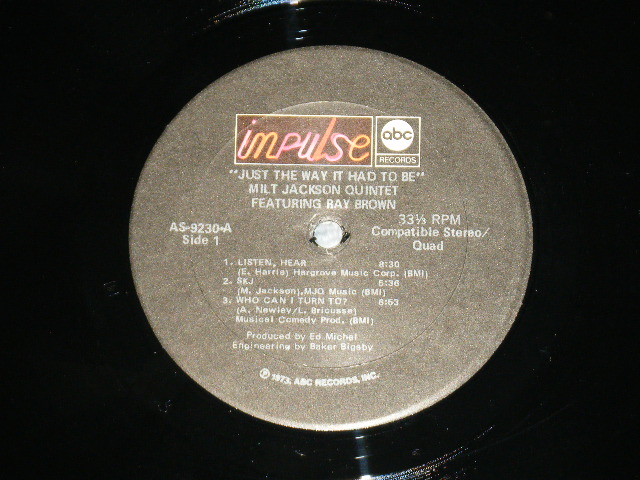 impulse abc RECORDS
"JUST THE WAY IT HAD TO BE"
MILT JACKSON QUINTET
FEATURING RAY BROWN
AS-9230-A
Side 1
33⅓ RPM
Compatible Stereo/
Quad
1. LISTEN, HEAR 8:30
(E. Harris) Hargrove Music Corp. (BMI)
2. SKJ 5:36
(M. Jackson), MJQ Music (BMI)
3. WHO CAN I TURN TO? 8:53
(A. Newley/L. Bricusse)
Musical Comedy Prod. (BMI)
Produced by Ed Michel
Engineering by Baker Bigsby
℗ 1973, ABC RECORDS, INC.